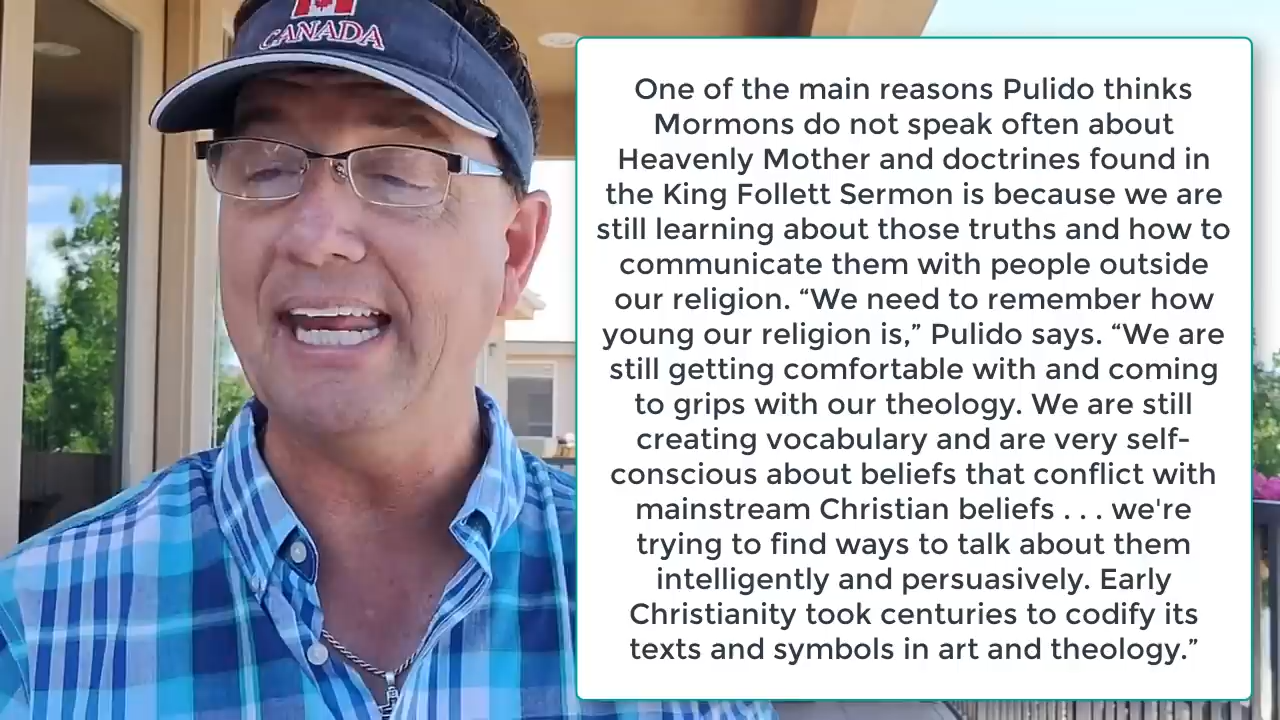 CANADA
One of the main reasons Pulido thinks
Mormons do not speak often about
Heavenly Mother and doctrines found in
the King Follett Sermon is because we are
still learning about those truths and how to
communicate them with people outside
our religion. “We need to remember how
young our religion is,” Pulido says. “We are
still getting comfortable with and coming
to grips with our theology. We are still
creating vocabulary and are very self-
conscious about beliefs that conflict with
mainstream Christian beliefs . . . we're
trying to find ways to talk about them
intelligently and persuasively. Early
Christianity took centuries to codify its
texts and symbols in art and theology.”